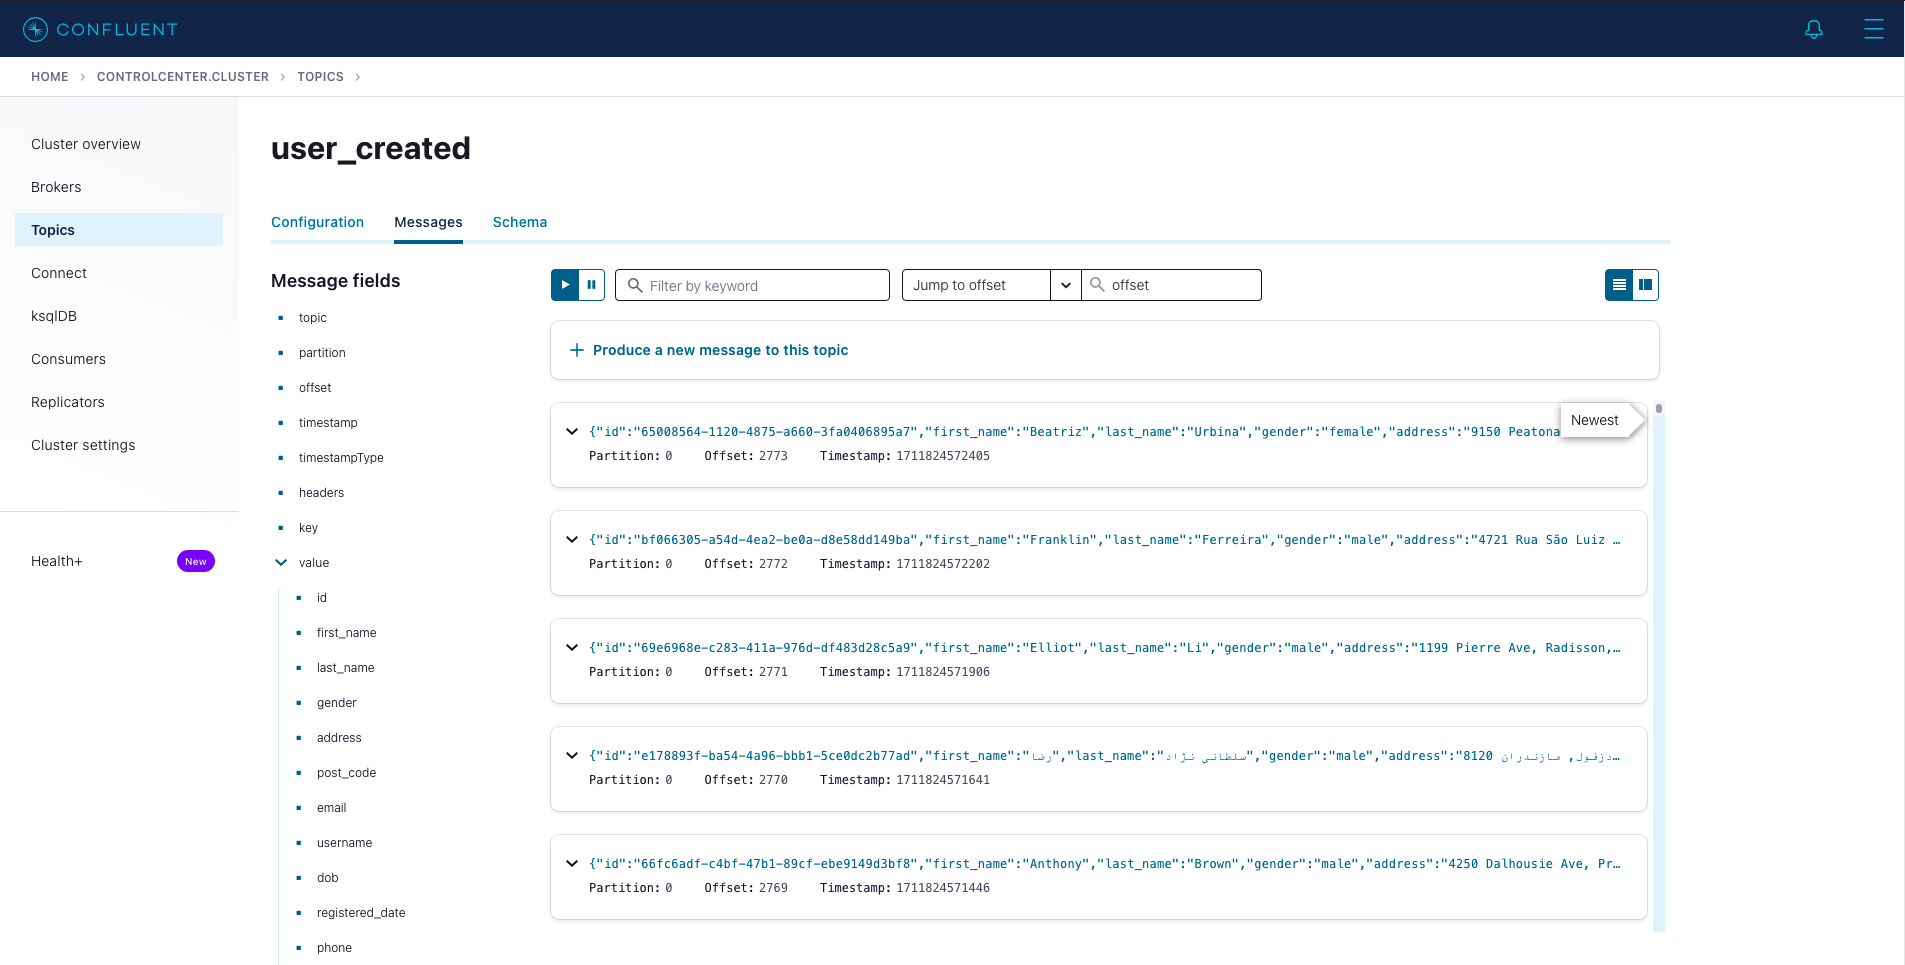 CONFLUENT
HOME > CONTROLCENTER.CLUSTER > TOPICS >
Cluster overview
Brokers
Topics
Connect
ksqlDB
Consumers
Replicators
Cluster settings
Health+ New
user_created
Configuration Messages Schema
Message fields
topic
partition
offset
timestamp
timestampType
headers
key
value
id
first_name
last_name
gender
address
post_code
email
username
dob
registered_date
phone
Filter by keyword Jump to offset offset
Produce a new message to this topic
Newest
{"id":"65008564-1120-4875-a660-3fa0406895a7","first_name":"Beatriz","last_name":"Urbina","gender":"female","address":"9150 Peatona
Partition: 0 Offset: 2773 Timestamp: 1711824572405
{"id":"bf066305-a54d-4ea2-be0a-d8e58dd149ba","first_name":"Franklin","last_name":"Ferreira","gender":"male","address":"4721 Rua São Luiz …
Partition: 0 Offset: 2772 Timestamp: 1711824572202
{"id":"69e6968e-c283-411a-976d-df483d28c5a9","first_name":"Elliot","last_name":"Li","gender":"male","address":"1199 Pierre Ave, Radisson,…
Partition: 0 Offset: 2771 Timestamp: 1711824571906
{"id":"e178893f-ba54-4a96-bbb1-5ce0dc2b77ad","first_name":"رضا","last_name":"سلطانی نژاد","gender":"male","address":"8120 دزفول, مازندران…
Partition: 0 Offset: 2770 Timestamp: 1711824571641
{"id":"66fc6adf-c4bf-47b1-89cf-ebe9149d3bf8","first_name":"Anthony","last_name":"Brown","gender":"male","address":"4250 Dalhousie Ave, Pr…
Partition: 0 Offset: 2769 Timestamp: 1711824571446